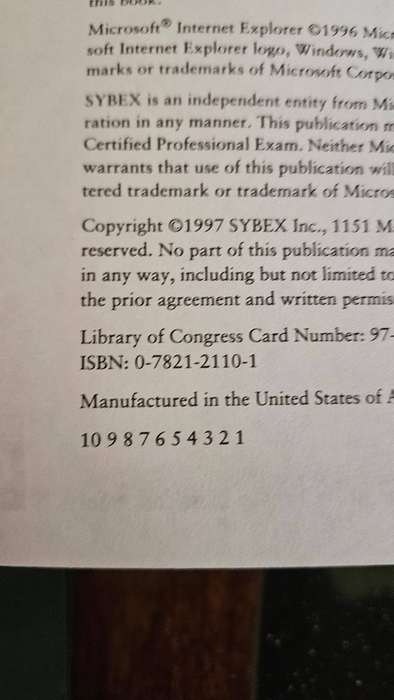 this book.
Microsoft® Internet Explorer ©1996 Micr
soft Internet Explorer logo, Windows, Wi
marks or trademarks of Microsoft Corpo
SYBEX is an independent entity from Mi
ration in any manner. This publication m
Certified Professional Exam. Neither Mic
warrants that use of this publication will
tered trademark or trademark of Micros
Copyright ©1997 SYBEX Inc., 1151 M
reserved. No part of this publication ma
in any way, including but not limited to
the prior agreement and written permis
Library of Congress Card Number: 97-
ISBN: 0-7821-2110-1
Manufactured in the United States of A
10 9 8 7 6 5 4 3 2 1